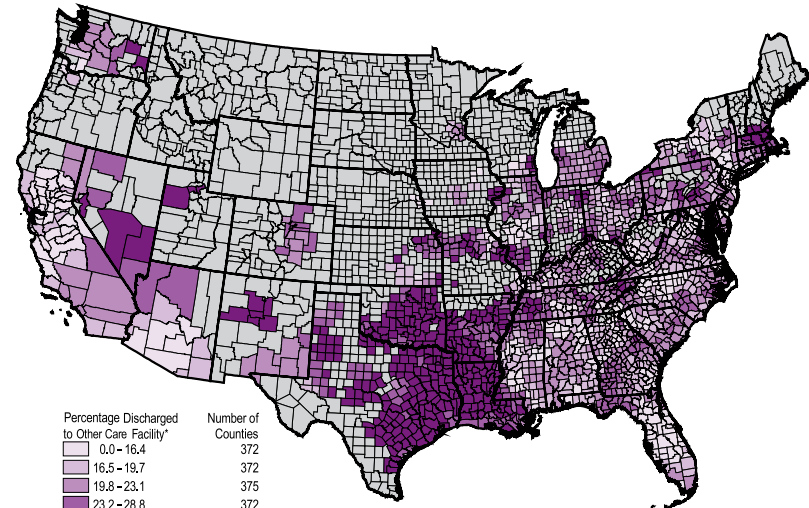 Percentage Discharged Number of
to Other Care Facility* Counties
0.0–16.4 372
16.5–19.7 372
19.8–23.1 375
23.2–28.8 372